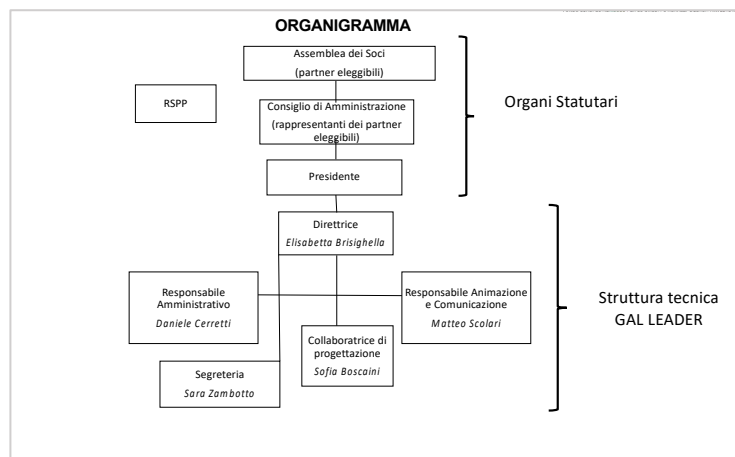 ORGANIGRAMMA
Assemblea dei Soci
(partner eleggibili)
RSPP
Consiglio di Amministrazione
(rappresentanti dei partner
eleggibili)
Organi Statutari
Presidente
Direttrice
Elisabetta Brisighella
Responsabile
Amministrativo
Daniele Cerretti
Responsabile Animazione
e Comunicazione
Matteo Scolari
Struttura tecnica
GAL LEADER
Collaboratrice di
progettazione
Sofia Boscaini
Segreteria
Sara Zambotto